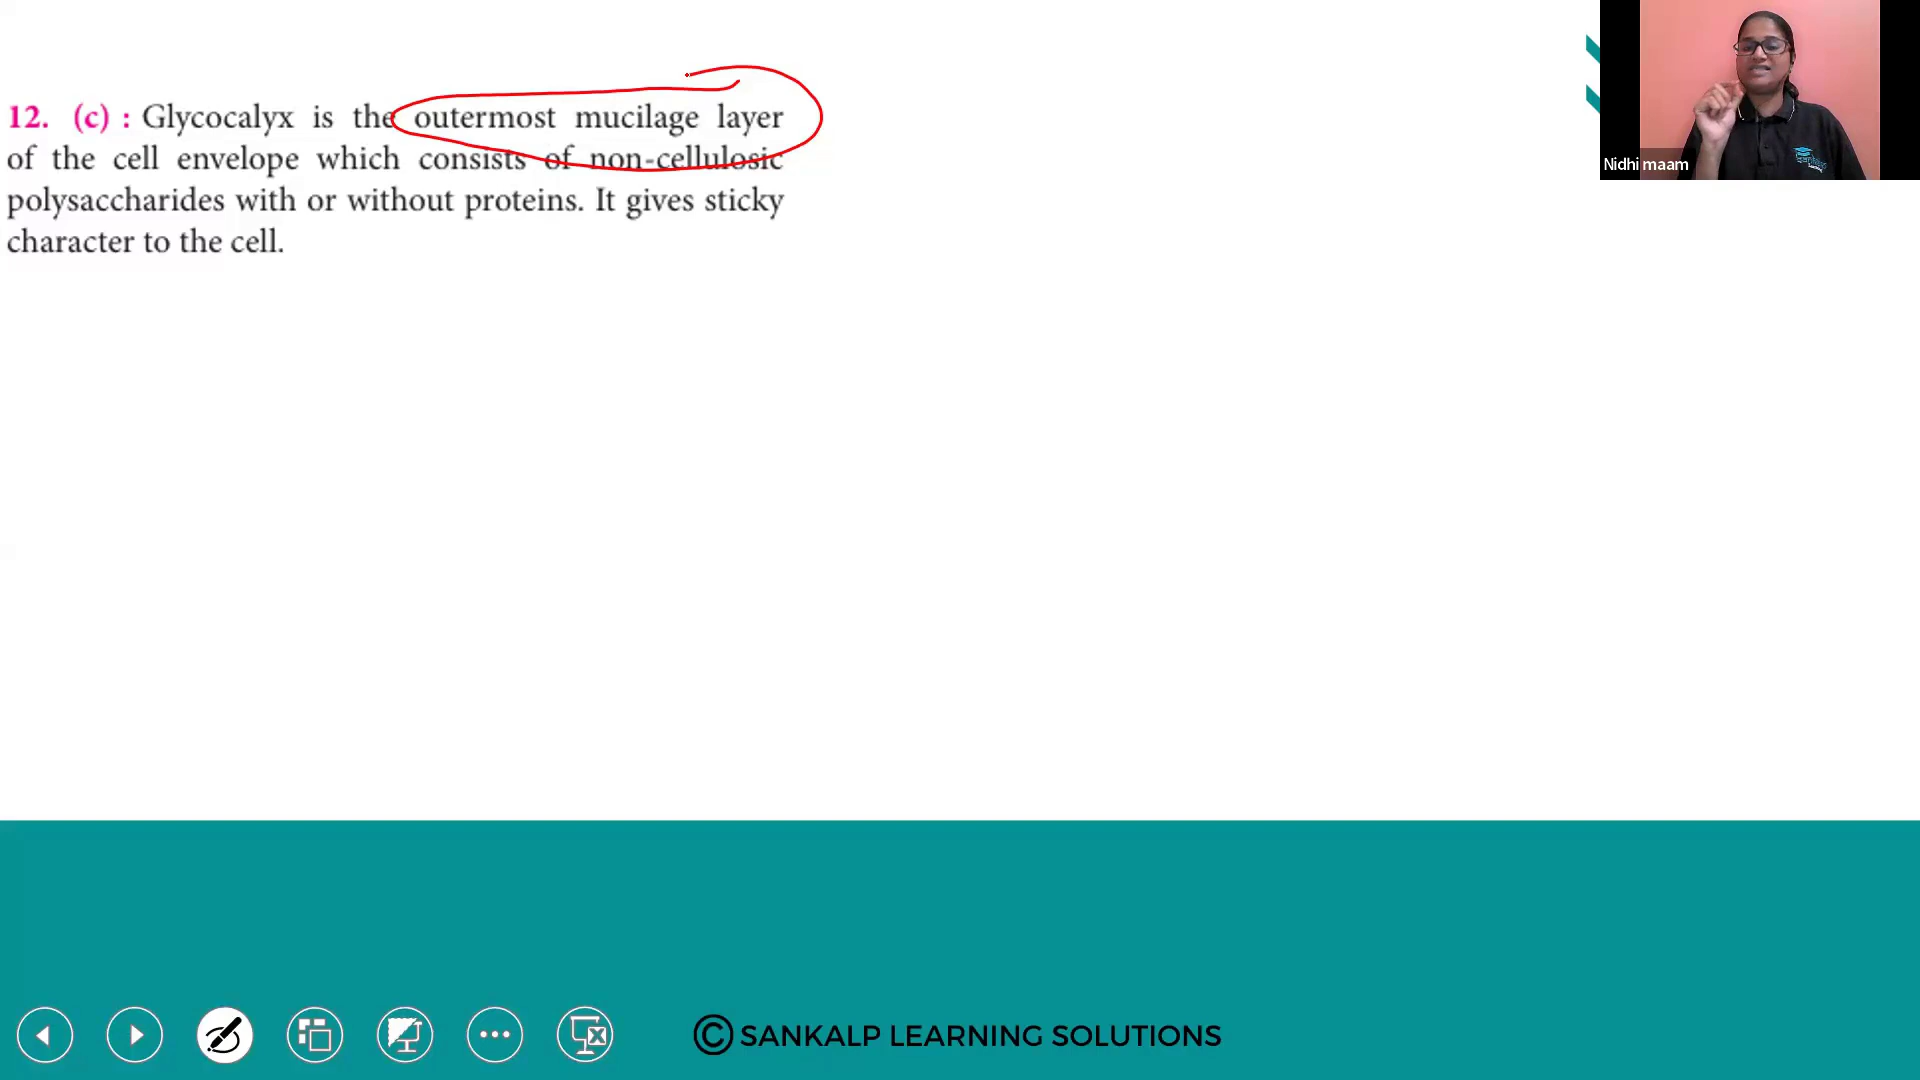 12. (c) : Glycocalyx is the outermost mucilage layer
of the cell envelope which consists of non-cellulosic
polysaccharides with or without proteins. It gives sticky
character to the cell.
Nidhi maam
© SANKALP LEARNING SOLUTIONS